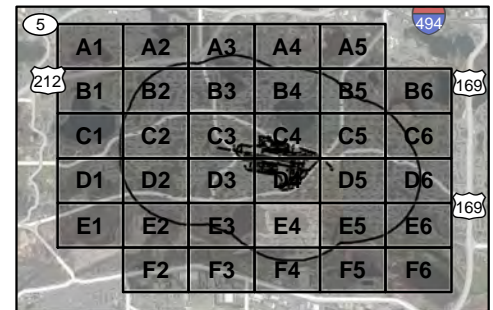 5
494
A1 A2 A3 A4 A5
212 B1 B2 B3 B4 B5 B6 169
C1 C2 C3 C4 C5 C6
D1 D2 D3 D4 D5 D6
169
E1 E2 E3 E4 E5 E6
F2 F3 F4 F5 F6